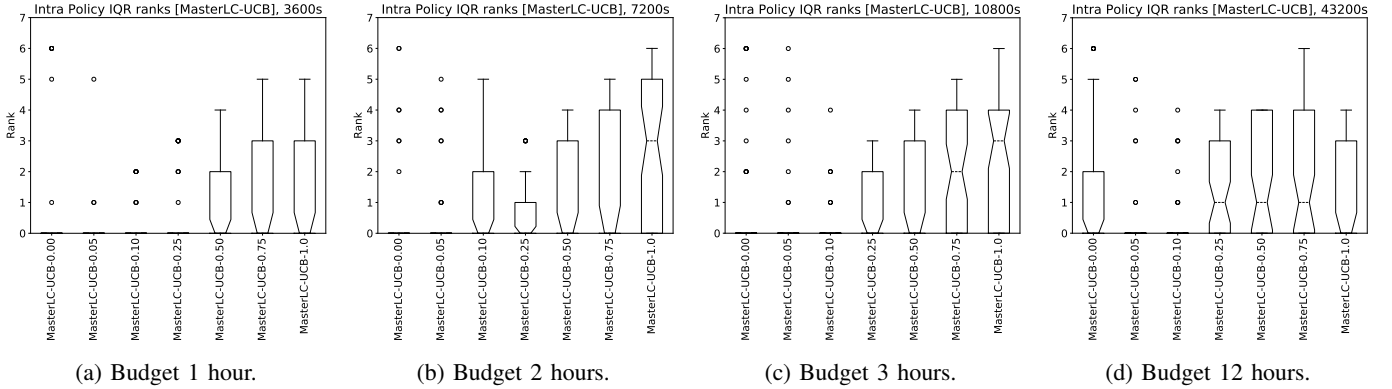 Intra Policy IQR ranks [MasterLC-UCB], 3600s
7
6
5
4
3
2
1
0
Rank
MasterLC-UCB-0.00
MasterLC-UCB-0.05
MasterLC-UCB-0.10
MasterLC-UCB-0.25
MasterLC-UCB-0.50
MasterLC-UCB-0.75
MasterLC-UCB-1.0
(a) Budget 1 hour.
Intra Policy IQR ranks [MasterLC-UCB], 7200s
7
6
5
4
3
2
1
0
Rank
MasterLC-UCB-0.00
MasterLC-UCB-0.05
MasterLC-UCB-0.10
MasterLC-UCB-0.25
MasterLC-UCB-0.50
MasterLC-UCB-0.75
MasterLC-UCB-1.0
(b) Budget 2 hours.
Intra Policy IQR ranks [MasterLC-UCB], 10800s
7
6
5
4
3
2
1
0
Rank
MasterLC-UCB-0.00
MasterLC-UCB-0.05
MasterLC-UCB-0.10
MasterLC-UCB-0.25
MasterLC-UCB-0.50
MasterLC-UCB-0.75
MasterLC-UCB-1.0
(c) Budget 3 hours.
Intra Policy IQR ranks [MasterLC-UCB], 43200s
7
6
5
4
3
2
1
0
Rank
MasterLC-UCB-0.00
MasterLC-UCB-0.05
MasterLC-UCB-0.10
MasterLC-UCB-0.25
MasterLC-UCB-0.50
MasterLC-UCB-0.75
MasterLC-UCB-1.0
(d) Budget 12 hours.